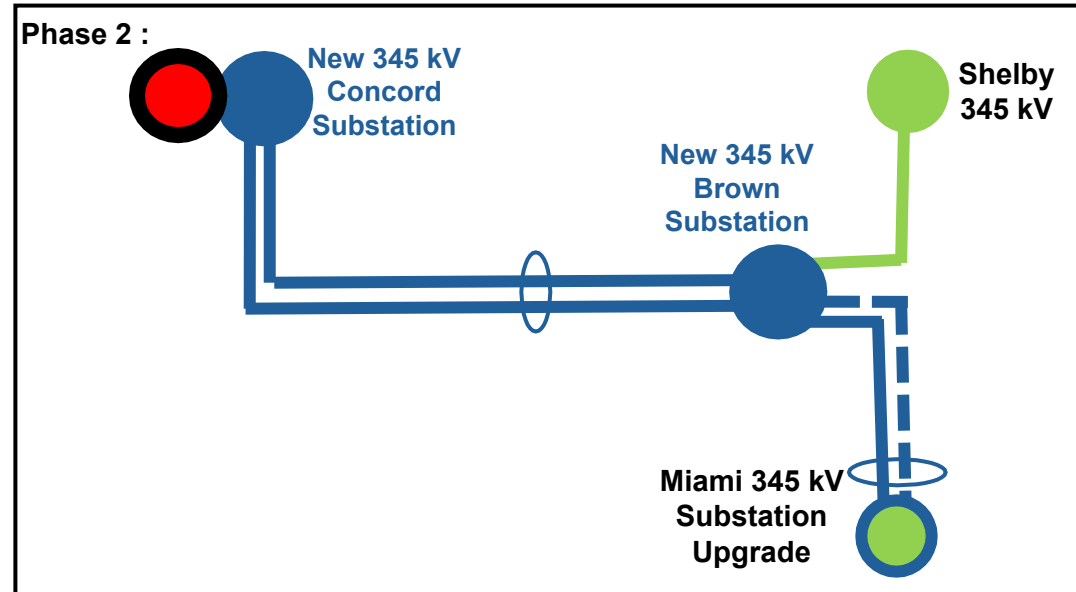 Phase 2 :
New 345 kV
Concord
Substation
Shelby
345 kV
New 345 kV
Brown
Substation
Miami 345 kV
Substation
Upgrade